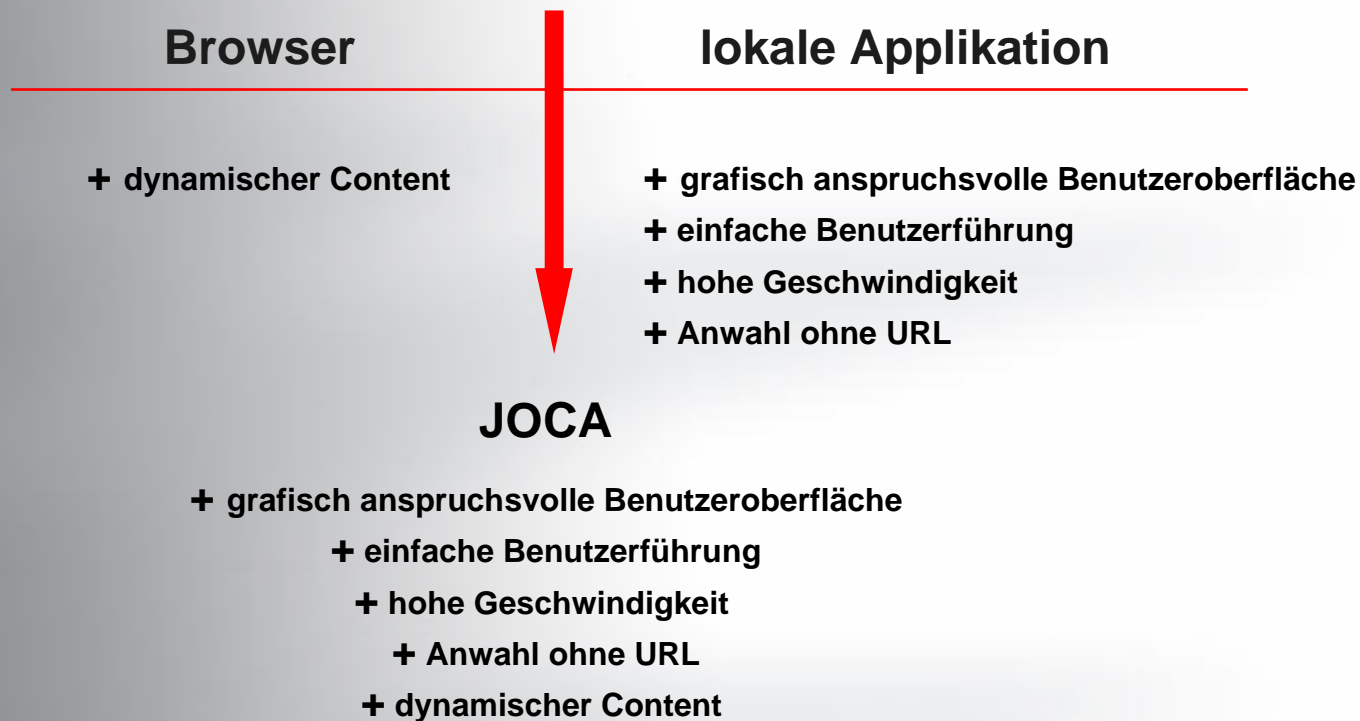 Browser
lokale Applikation
+ dynamischer Content
+ grafisch anspruchsvolle Benutzeroberfläche
+ einfache Benutzerführung
+ hohe Geschwindigkeit
+ Anwahl ohne URL
JOCA
+ grafisch anspruchsvolle Benutzeroberfläche
+ einfache Benutzerführung
+ hohe Geschwindigkeit
+ Anwahl ohne URL
+ dynamischer Content